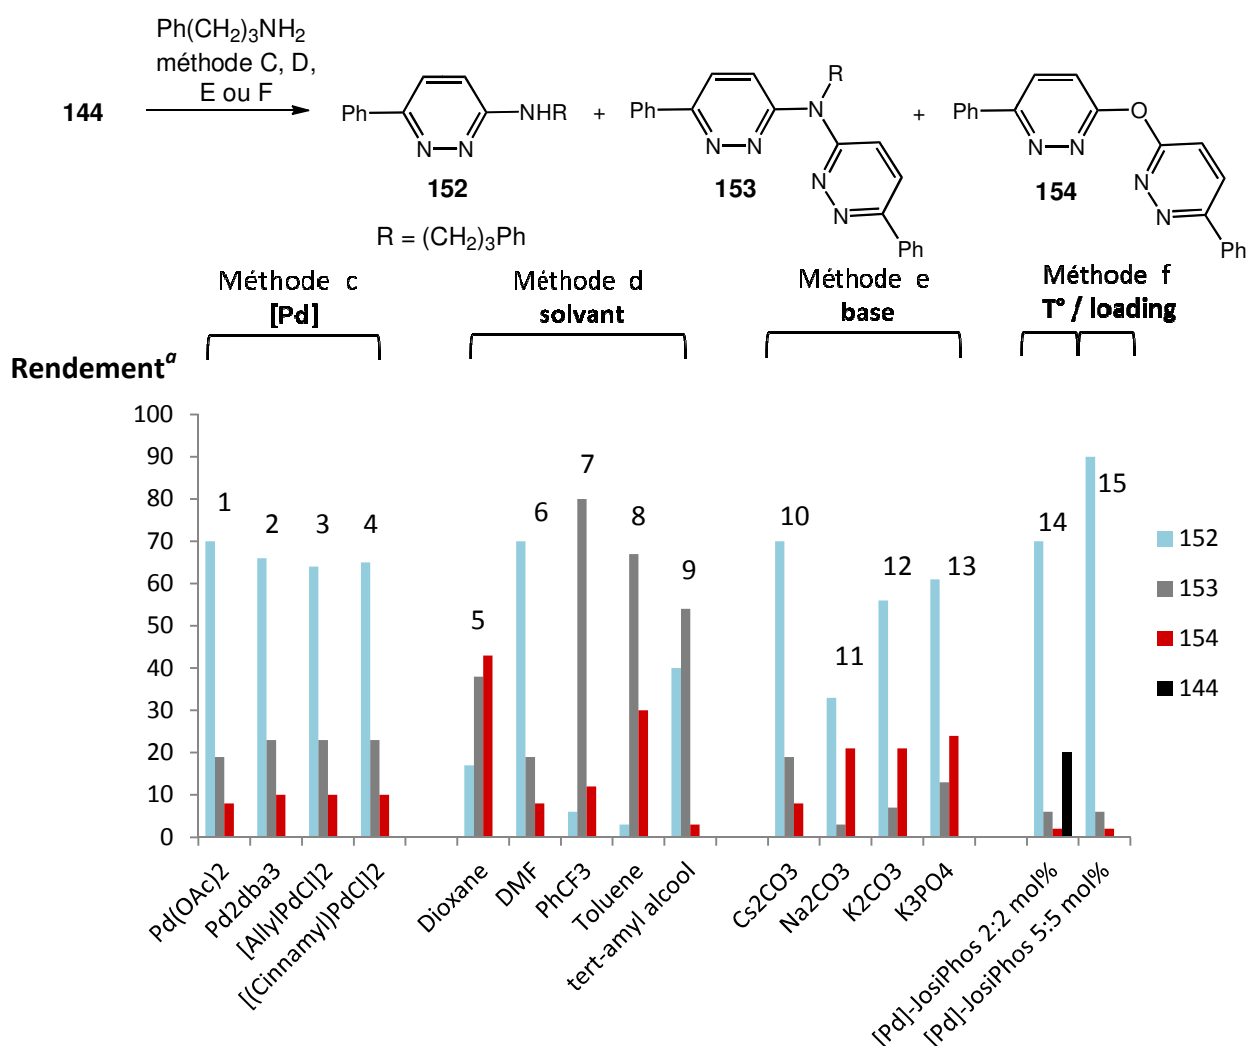 Ph(CH2)3NH2
méthode C, D,
E ou F
144
Ph
N
N
NHR
152
R = (CH2)3Ph
+
Ph
N
N
R
N
N
N
Ph
153
+
Ph
N
N
O
N
N
Ph
154
Méthode c
[Pd]
Méthode d
solvant
Méthode e
base
Méthode f
T° / loading
Rendement a
100
90
80
70
60
50
40
30
20
10
0
1
2
3
4
5
6
7
8
9
10
11
12
13
14
15
152
153
154
144
Pd(OAc)2
Pd2dba3
[AllylPdCl]2
[(Cinnamyl)PdCl]2
Dioxane
DMF
PhCF3
Toluene
tert-amyl alcool
Cs2CO3
Na2CO3
K2CO3
K3PO4
[Pd]-JosiPhos 2:2 mol%
[Pd]-JosiPhos 5:5 mol%